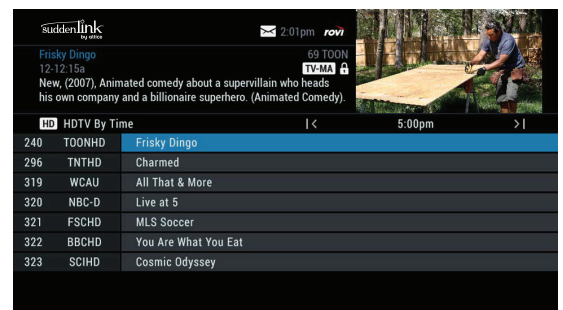 suddenlink
by altice
2:01pm rovi
Frisky Dingo 69 TOON
12-12:15a TV-MA
New, (2007), Animated comedy about a supervillain who heads
his own company and a billionaire superhero. (Animated Comedy).
HD HDTV By Time |< 5:00pm >|
240 TOONHD Frisky Dingo
296 TNTHD Charmed
319 WCAU All That & More
320 NBC-D Live at 5
321 FSCHD MLS Soccer
322 BBCHD You Are What You Eat
323 SCIHD Cosmic Odyssey